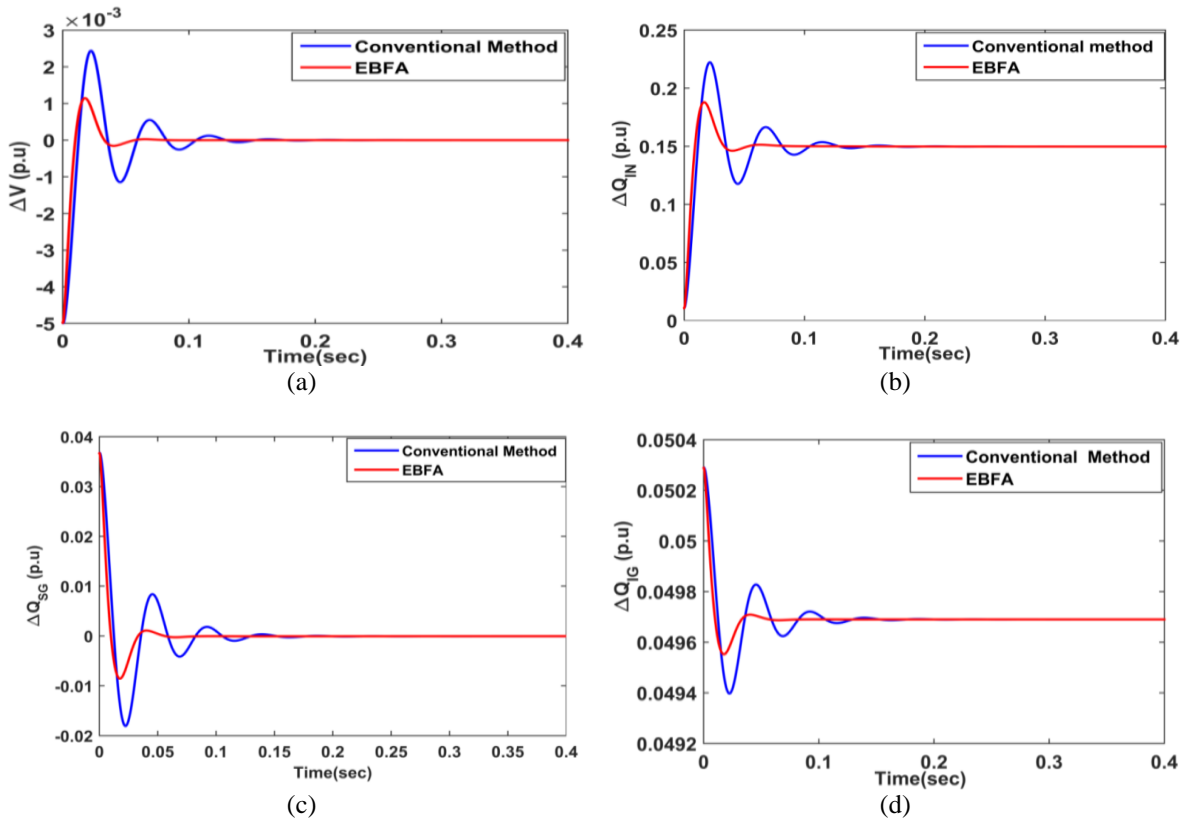 ×10⁻³
3
2
1
0
-1
-2
-3
-4
-5
ΔV (p.u)
Conventional Method
EBFA
0 0.1 0.2 0.3 0.4
Time(sec)
(a)
0.25
0.2
0.15
0.1
0.05
0
ΔQ_IN (p.u)
Conventional method
EBFA
0 0.1 0.2 0.3 0.4
Time(sec)
(b)
0.04
0.03
0.02
0.01
0
-0.01
-0.02
ΔQ_SG (p.u)
Conventional Method
EBFA
0 0.05 0.1 0.15 0.2 0.25 0.3 0.35 0.4
Time(sec)
(c)
0.0504
0.0502
0.05
0.0498
0.0496
0.0494
0.0492
ΔQ_IG (p.u)
Conventional Method
EBFA
0 0.1 0.2 0.3 0.4
Time(sec)
(d)